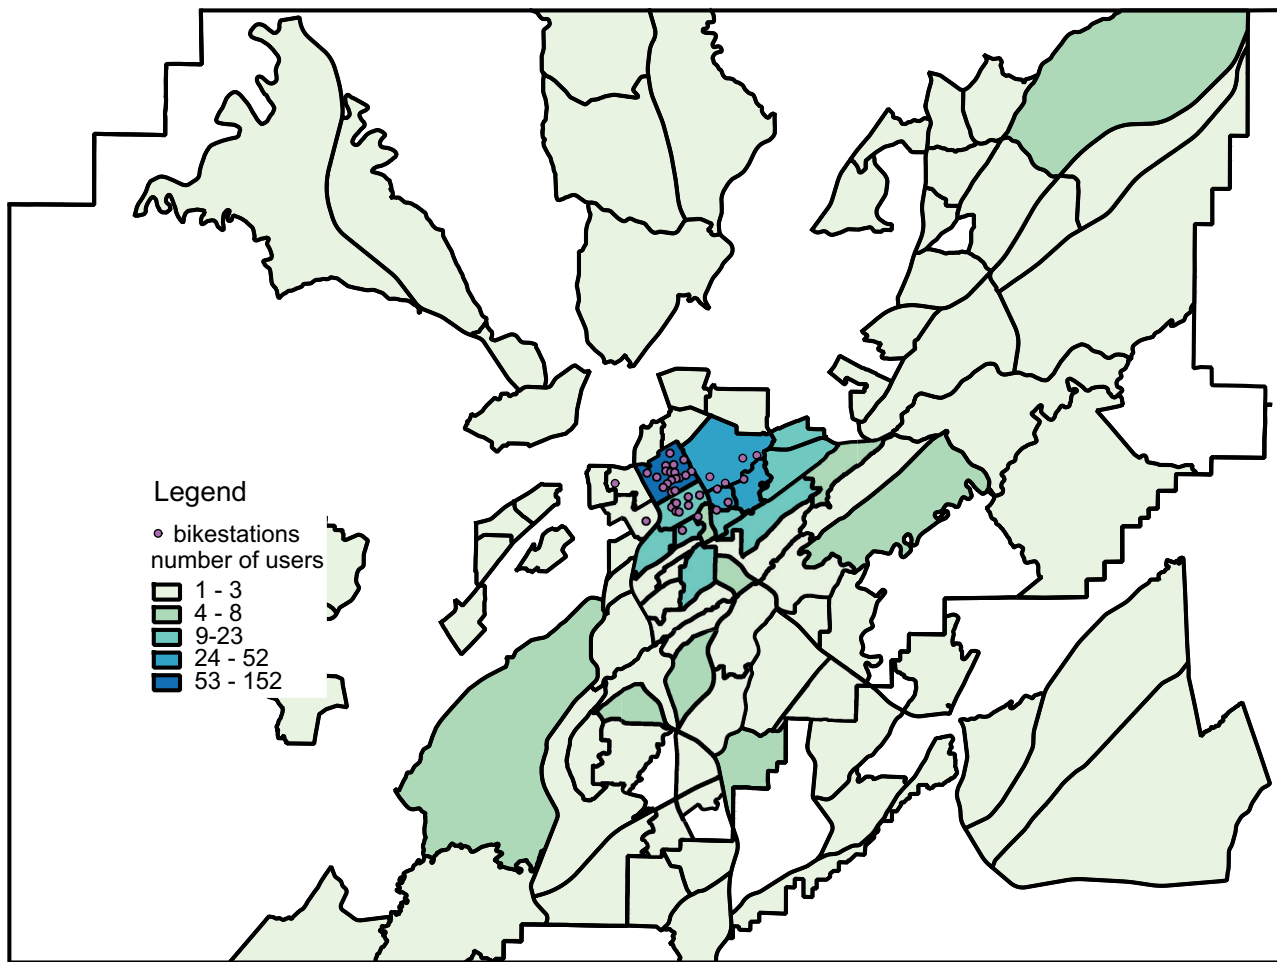 Legend
bikestations
number of users
1 - 3
4 - 8
9-23
24 - 52
53 - 152